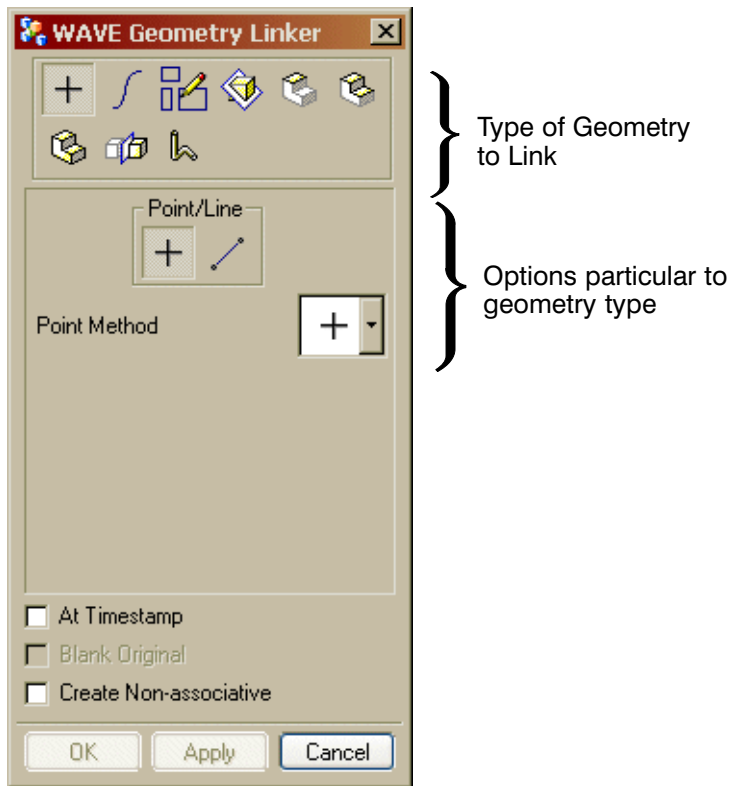 WAVE Geometry Linker
Type of Geometry
to Link
Point/Line
Options particular to
geometry type
Point Method
At Timestamp
Blank Original
Create Non-associative
OK Apply Cancel